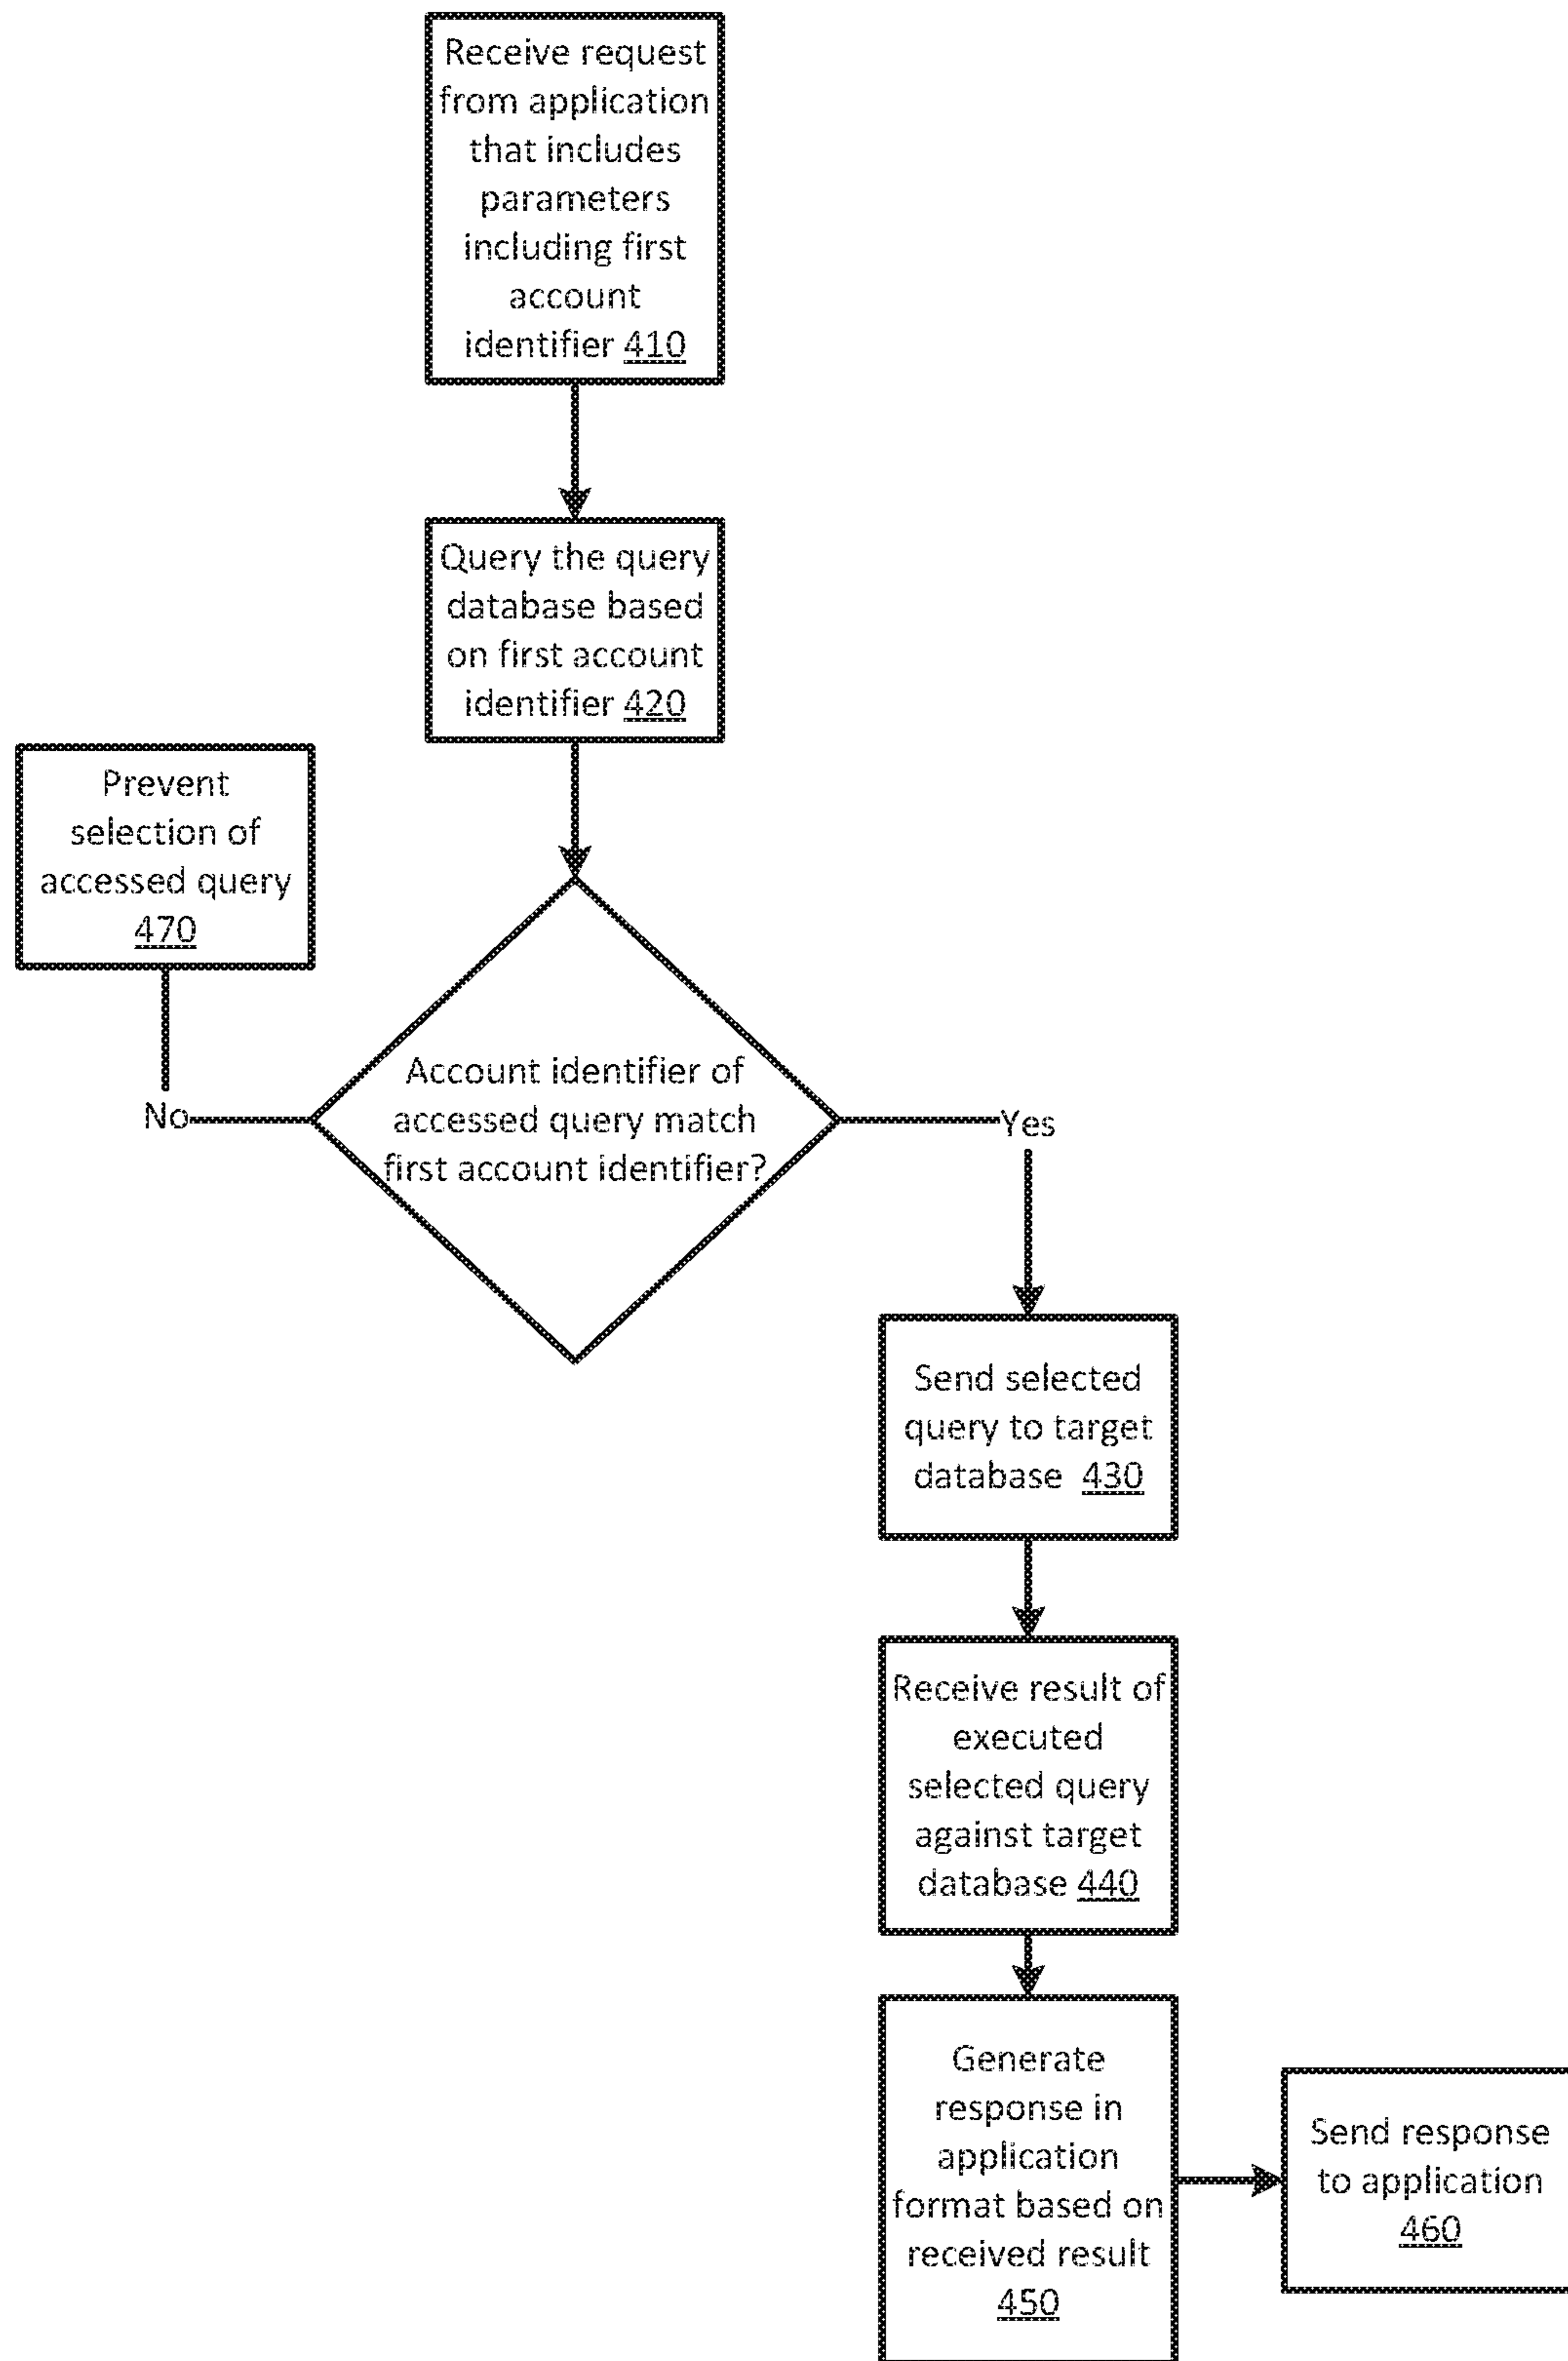 Receive request
from application
that includes
parameters
including first
account
identifier 410
Query the query
database based
on first account
identifier 420
Prevent
selection of
accessed query
470
Account identifier of
accessed query match
first account identifier?
No
Yes
Send selected
query to target
database 430
Receive result of
executed
selected query
against target
database 440
Generate
response in
application
format based on
received result
450
Send response
to application
460